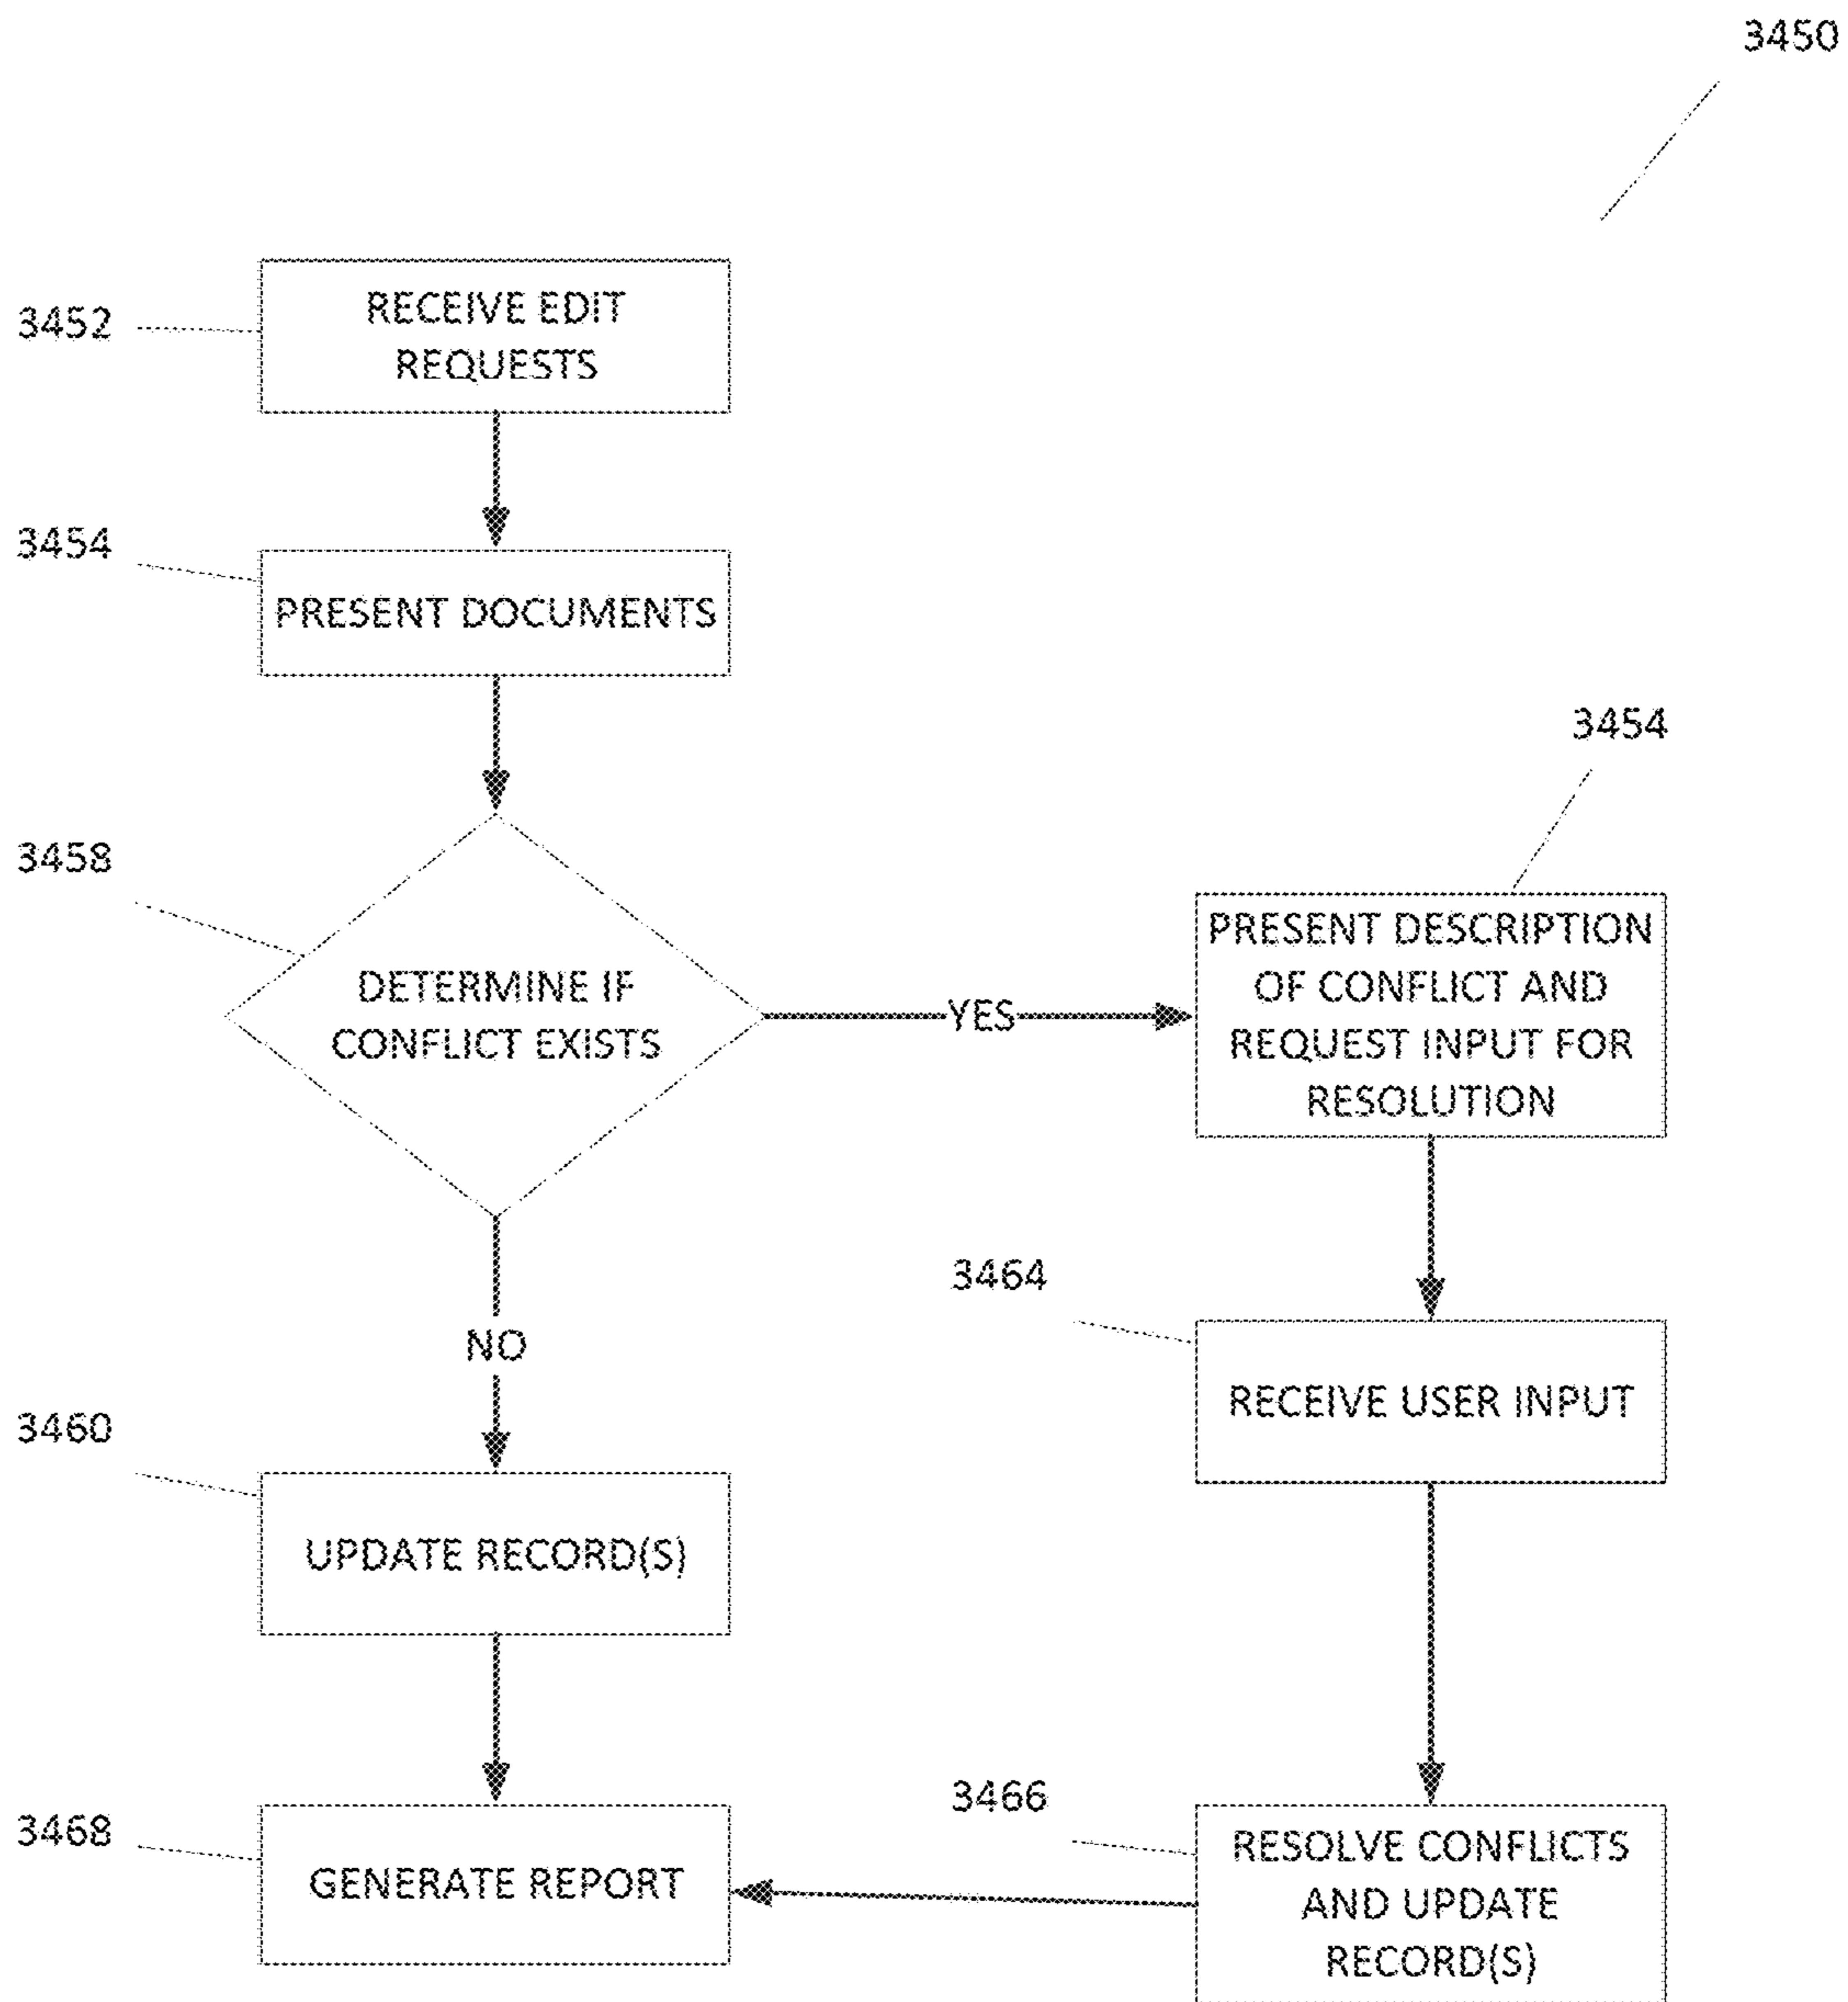 3450
3452
RECEIVE EDIT
REQUESTS
3454
PRESENT DOCUMENTS
3454
3458
DETERMINE IF
CONFLICT EXISTS
YES
PRESENT DESCRIPTION
OF CONFLICT AND
REQUEST INPUT FOR
RESOLUTION
3464
NO
RECEIVE USER INPUT
3460
UPDATE RECORD(S)
3466
3468
GENERATE REPORT
RESOLVE CONFLICTS
AND UPDATE
RECORD(S)